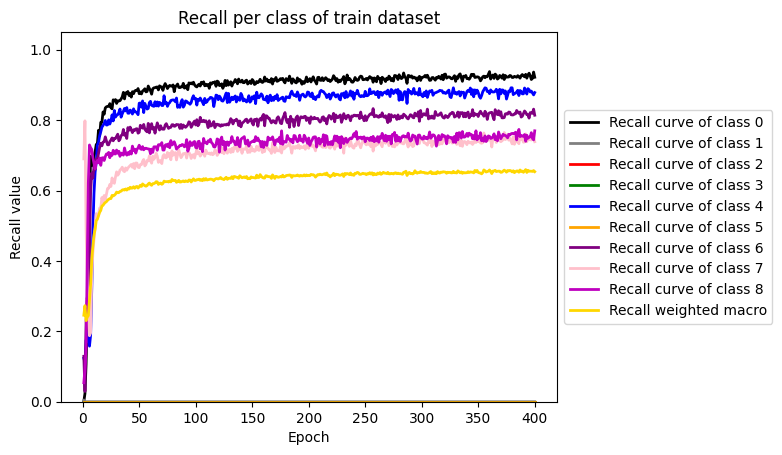 Recall per class of train dataset
Recall value
1.0
0.8
0.6
0.4
0.2
0.0
0
50
100
150
200
250
300
350
400
Epoch
Recall curve of class 0
Recall curve of class 1
Recall curve of class 2
Recall curve of class 3
Recall curve of class 4
Recall curve of class 5
Recall curve of class 6
Recall curve of class 7
Recall curve of class 8
Recall weighted macro